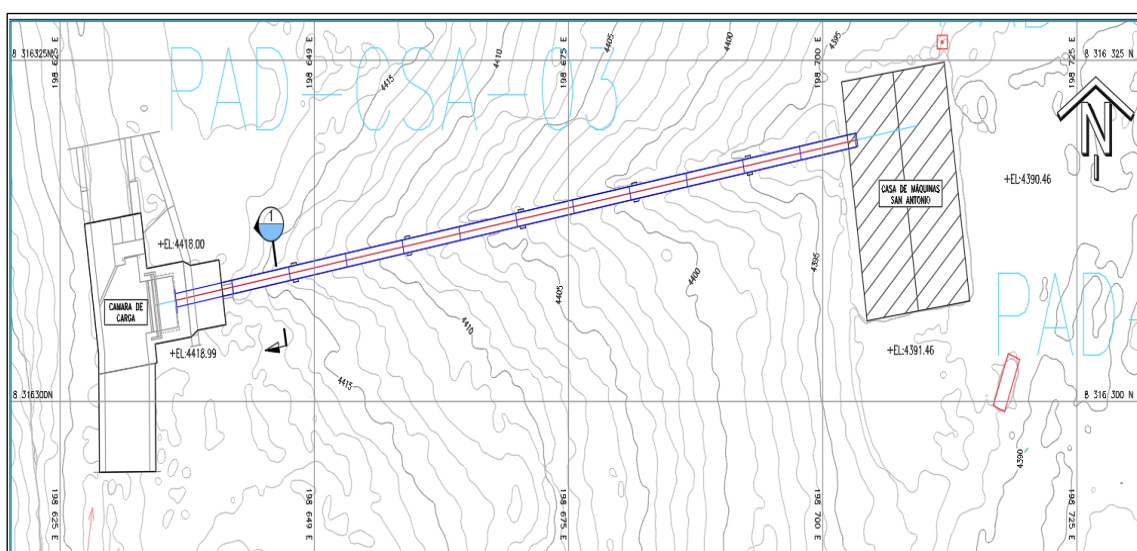 198 625 E
198 649 E
198 675 E
198 700 E
198 725 E
8 316325N
8 316 325 N
PAD-CSA-03
4415
4410
4405
4400
4395
N
+EL:4390.46
CASA DE MÁQUINAS
SAN ANTONIO
1
+EL:4418.00
CAMARA DE
CARGA
+EL:4418.99
1
4415
4410
4405
4400
4395
+EL:4391.46
PAD-
8 316300N
8 316 300 N
4390
198 625 E
198 649 E
198 675 E
198 700 E
198 725 E